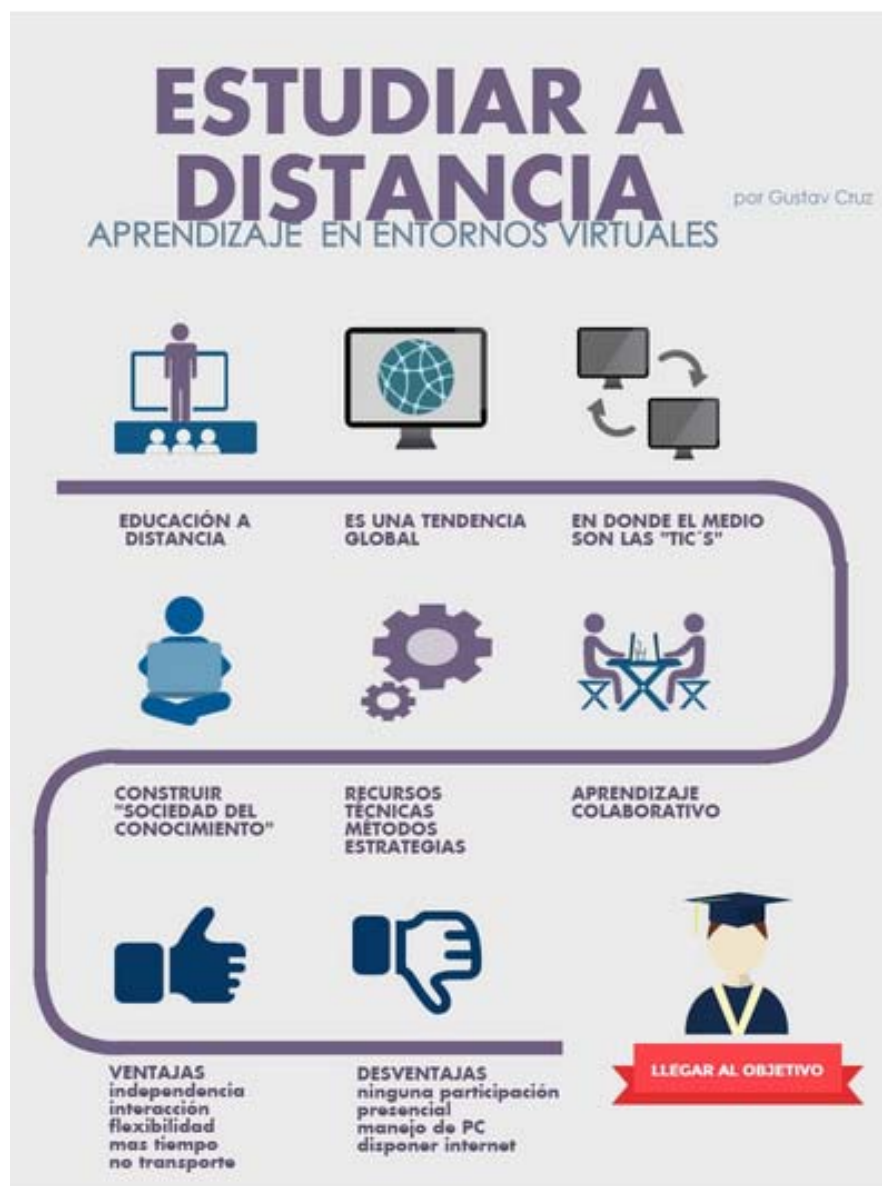 ESTUDIAR A
DISTANCIA
por Gustav Cruz
APRENDIZAJE EN ENTORNOS VIRTUALES
EDUCACIÓN A
DISTANCIA
ES UNA TENDENCIA
GLOBAL
EN DONDE EL MEDIO
SON LAS "TIC´S"
CONSTRUIR
"SOCIEDAD DEL
CONOCIMIENTO"
RECURSOS
TÉCNICAS
MÉTODOS
ESTRATEGIAS
APRENDIZAJE
COLABORATIVO
VENTAJAS
independencia
interacción
flexibilidad
mas tiempo
no transporte
DESVENTAJAS
ninguna participación
presencial
manejo de PC
disponer internet
LLEGAR AL OBJETIVO